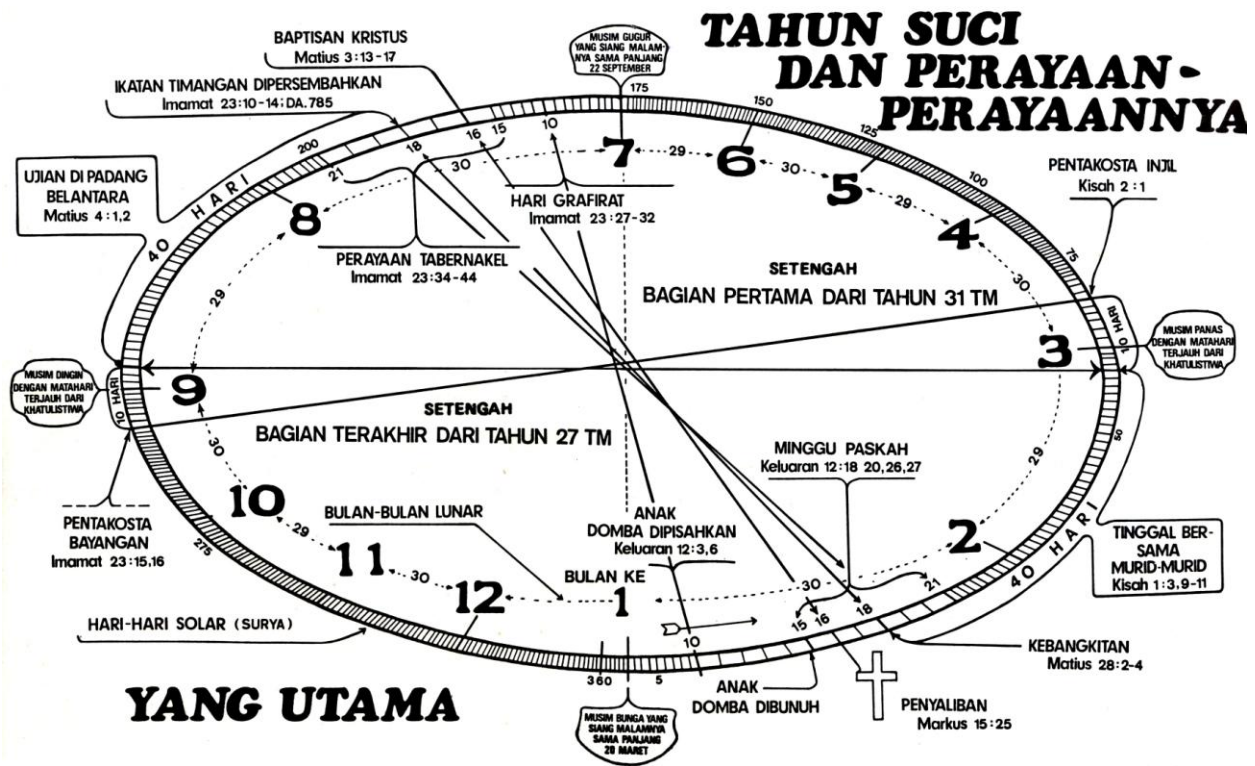 TAHUN SUCI
DAN PERAYAAN-
PERAYAANNYA
YANG UTAMA
MUSIM GUGUR
YANG SIANG MALAM-
NYA SAMA PANJANG
22 SEPTEMBER
BAPTISAN KRISTUS
Matius 3:13-17
IKATAN TIMANGAN DIPERSEMBAHKAN
Imamat 23:10-14; DA.785
UJIAN DI PADANG
BELANTARA
Matius 4:1,2
40 HARI
200
21
18
16
15
10
175
150
125
100
75
50
7
29
6
30
5
29
4
30
3
29
2
30
1
12
30
11
29
10
30
9
29
8
30
HARI GRAFIRAT
Imamat 23:27-32
PERAYAAN TABERNAKEL
Imamat 23:34-44
PENTAKOSTA INJIL
Kisah 2:1
SETENGAH
BAGIAN PERTAMA DARI TAHUN 31 TM
10 HARI
MUSIM PANAS
DENGAN MATAHARI
TERJAUH DARI
KHATULISTIWA
MUSIM DINGIN
DENGAN MATAHARI
TERJAUH DARI
KHATULISTIWA
10 HARI
SETENGAH
BAGIAN TERAKHIR DARI TAHUN 27 TM
MINGGU PASKAH
Keluaran 12:18 20,26,27
PENTAKOSTA
BAYANGAN
Imamat 23:15,16
275
BULAN-BULAN LUNAR
ANAK
DOMBA DIPISAHKAN
Keluaran 12:3,6
BULAN KE
40 HARI
TINGGAL BER-
SAMA
MURID-MURID
Kisah 1:3,9-11
HARI-HARI SOLAR (SURYA)
10
15
16
18
21
360
5
ANAK
DOMBA DIBUNUH
KEBANGKITAN
Matius 28:2-4
PENYALIBAN
Markus 15:25
MUSIM BUNGA YANG
SIANG MALAMNYA
SAMA PANJANG
20 MARET